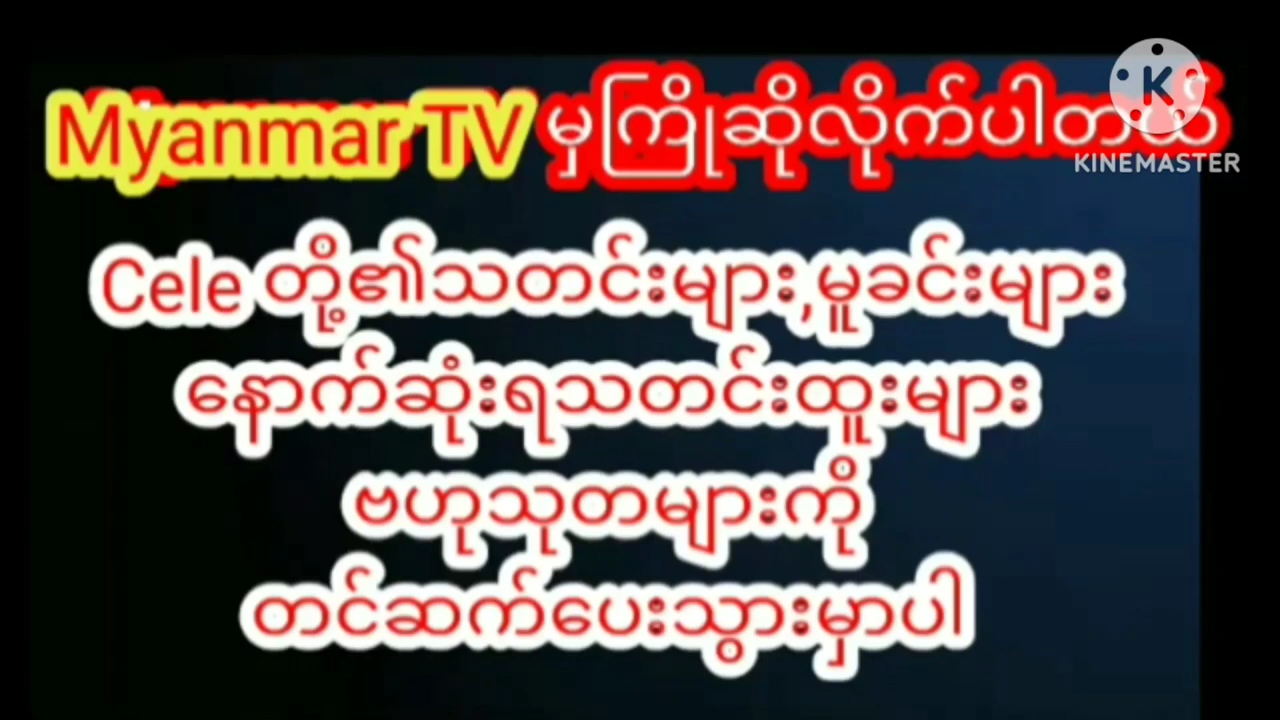 Myanmar TV မှကြိုဆိုလိုက်ပါတယ်
K
KINEMASTER
Cele တို့၏သတင်းများ,မူခင်းများ
နောက်ဆုံးရသတင်းထူးများ
ဗဟုသုတများကို
တင်ဆက်ပေးသွားမှာပါ